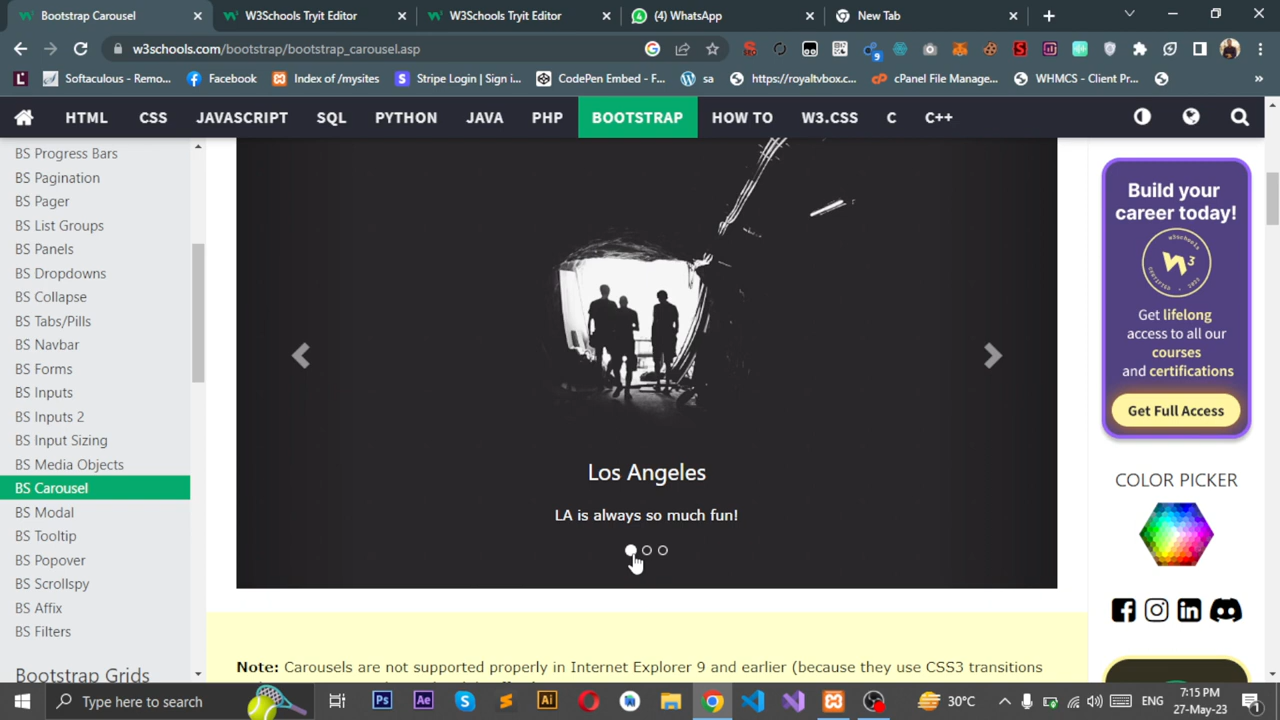 Bootstrap Carousel
W3Schools Tryit Editor
W3Schools Tryit Editor
(4) WhatsApp
New Tab
w3schools.com/bootstrap/bootstrap_carousel.asp
9
Softaculous - Remo...
Facebook
Index of /mysites
Stripe Login | Sign i...
CodePen Embed - F...
sa
https://royaltvbox.c...
cPanel File Manage...
WHMCS - Client Pr...
»
HTML
CSS
JAVASCRIPT
SQL
PYTHON
JAVA
PHP
BOOTSTRAP
HOW TO
W3.CSS
C
C++
BS Progress Bars
BS Pagination
BS Pager
BS List Groups
BS Panels
BS Dropdowns
BS Collapse
BS Tabs/Pills
BS Navbar
BS Forms
BS Inputs
BS Inputs 2
BS Input Sizing
BS Media Objects
BS Carousel
BS Modal
BS Tooltip
BS Popover
BS Scrollspy
BS Affix
BS Filters
Bootstrap Grids
Los Angeles
LA is always so much fun!
Note: Carousels are not supported properly in Internet Explorer 9 and earlier (because they use CSS3 transitions
Build your
career today!
Get lifelong
access to all our
courses
and certifications
Get Full Access
COLOR PICKER
Type here to search
Ps
Ae
Ai
30°C
ENG
7:15 PM
27-May-23